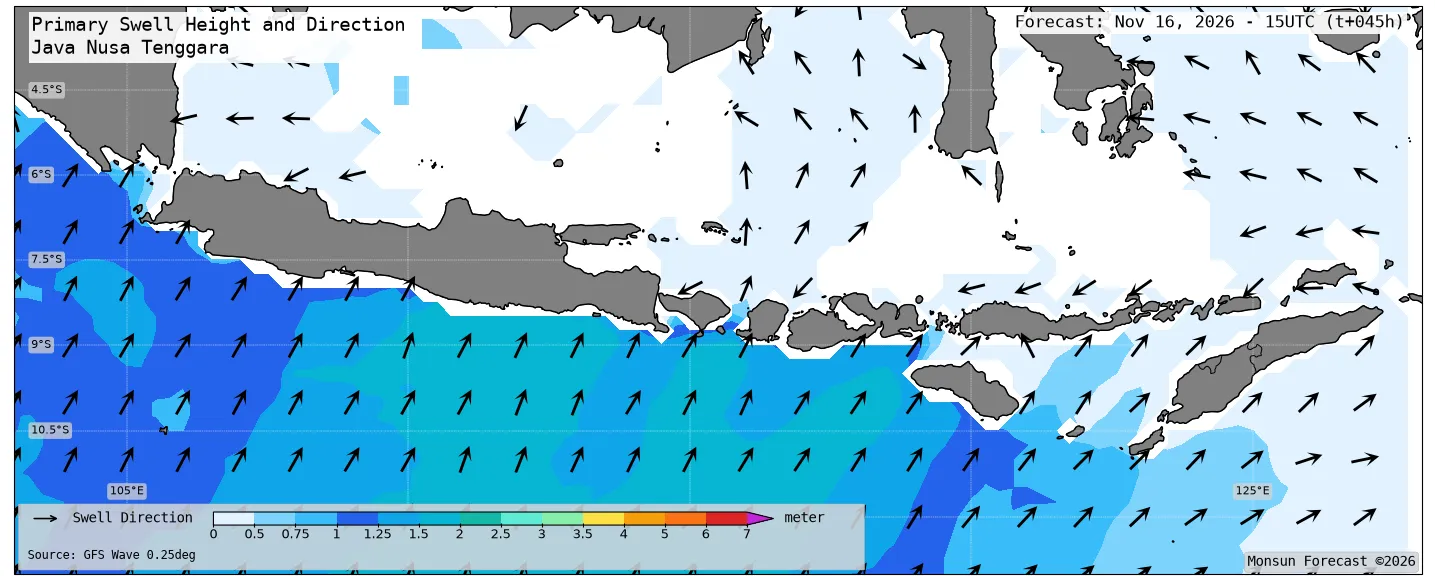 Primary Swell Height and Direction
Java Nusa Tenggara
Forecast: Nov 16, 2026 - 15UTC (t+045h)
4.5°S
6°S
7.5°S
9°S
10.5°S
105°E
125°E
Swell Direction
0 0.5 0.75 1 1.25 1.5 2 2.5 3 3.5 4 5 6 7
meter
Source: GFS Wave 0.25deg
Monsun Forecast ©2026